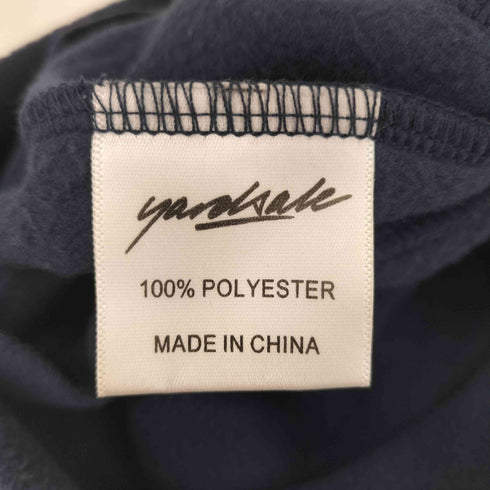 yardsale
100% POLYESTER
MADE IN CHINA